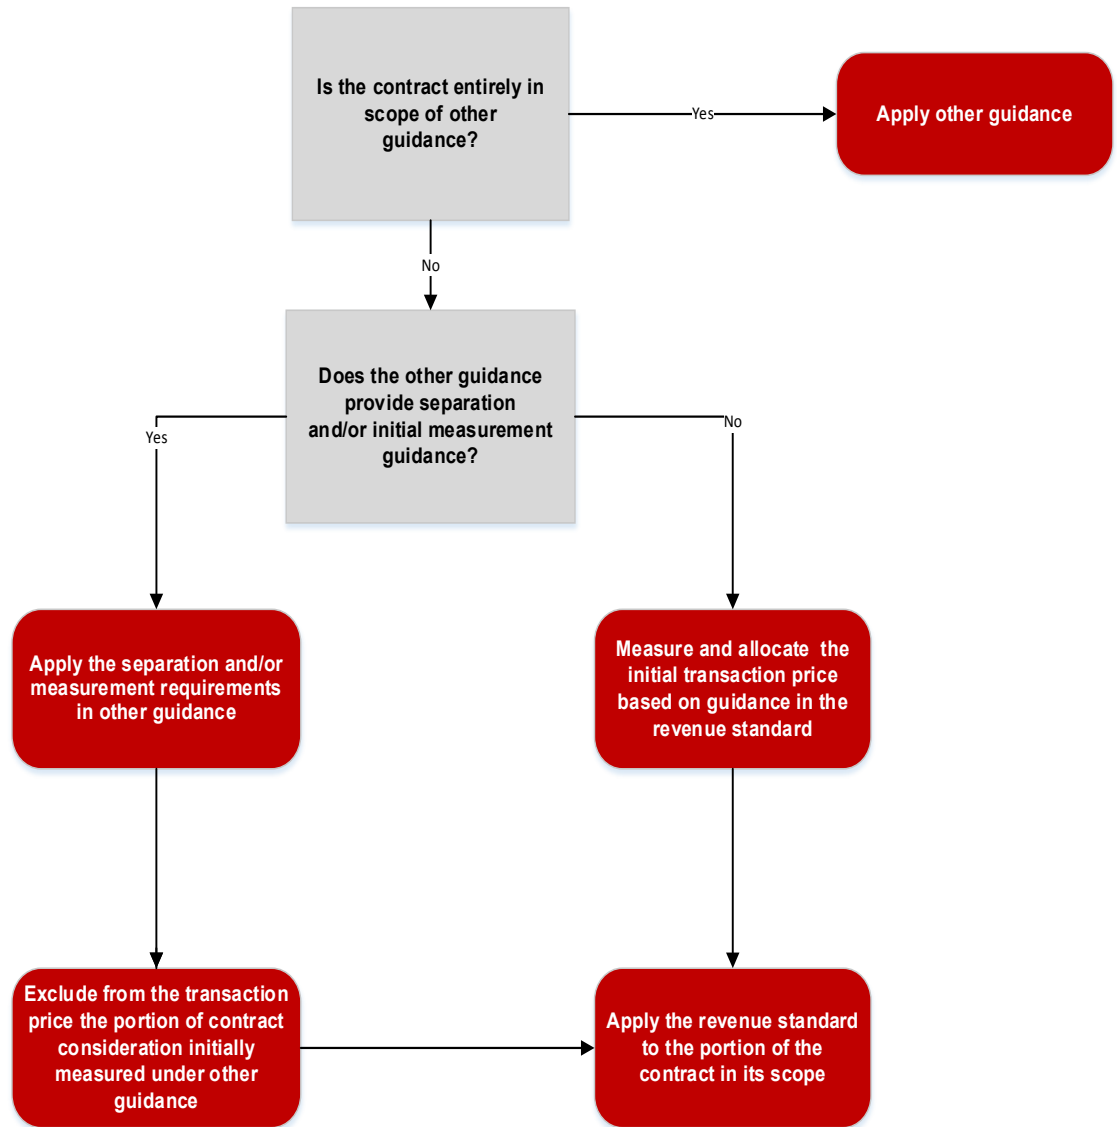 Is the contract entirely in
scope of other
guidance?
Yes
Apply other guidance
No
Does the other guidance
provide separation
and/or initial measurement
guidance?
Yes
No
Apply the separation and/or
measurement requirements
in other guidance
Measure and allocate the
initial transaction price
based on guidance in the
revenue standard
Exclude from the transaction
price the portion of contract
consideration initially
measured under other
guidance
Apply the revenue standard
to the portion of the
contract in its scope